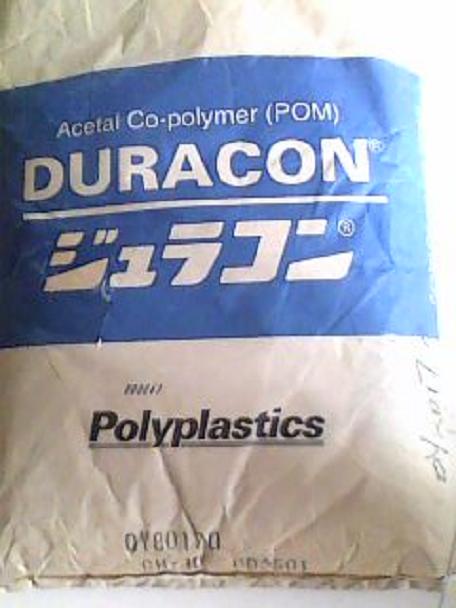 Acetal Co-polymer (POM)
DURACON®
ジュラコン®
Polyplastics